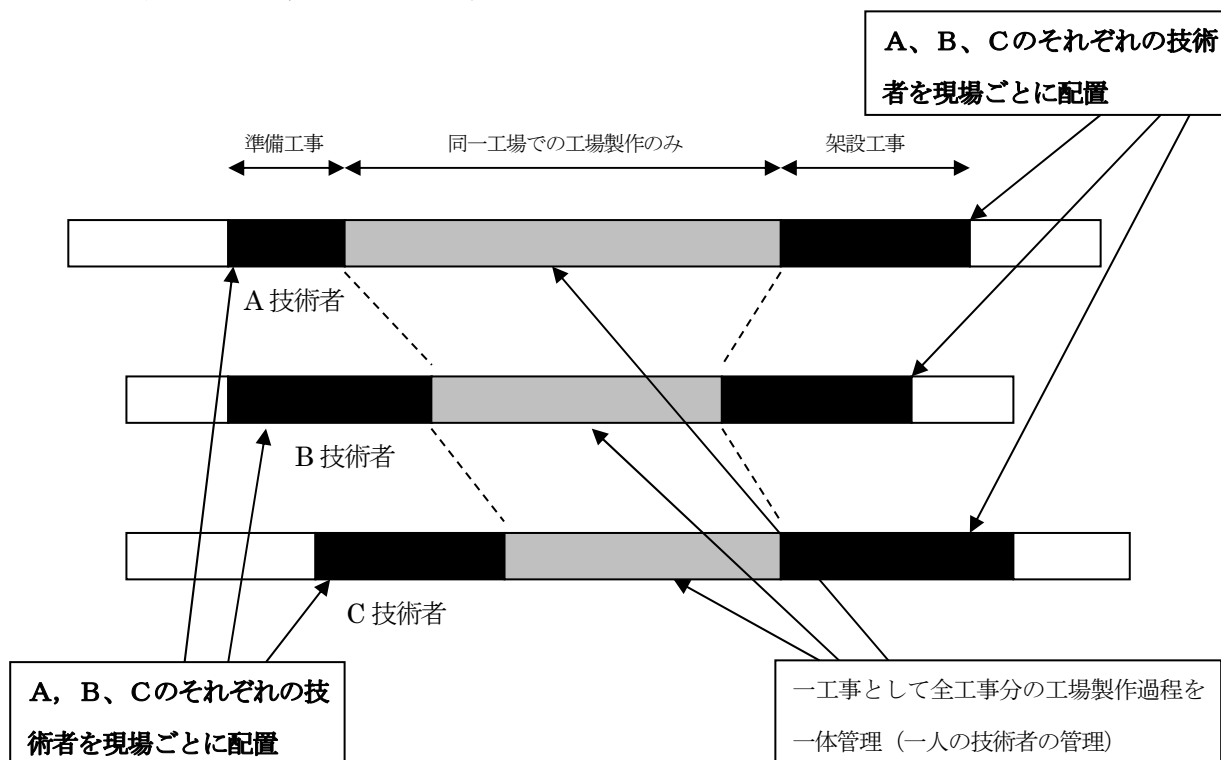 A、B、Cのそれぞれの技術
者を現場ごとに配置
準備工事
同一工場での工場製作のみ
架設工事
A 技術者
B 技術者
C 技術者
A，B、Cのそれぞれの技
術者を現場ごとに配置
一工事として全工事分の工場製作過程を
一体管理（一人の技術者の管理）